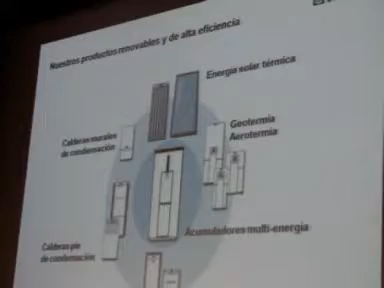 Nuestros productos renovables y de alta eficiencia
Energía solar térmica
Geotermia
Aerotermia
Calderas murales
de condensación
Acumuladores multi-energía
Calderas pie
de condensación